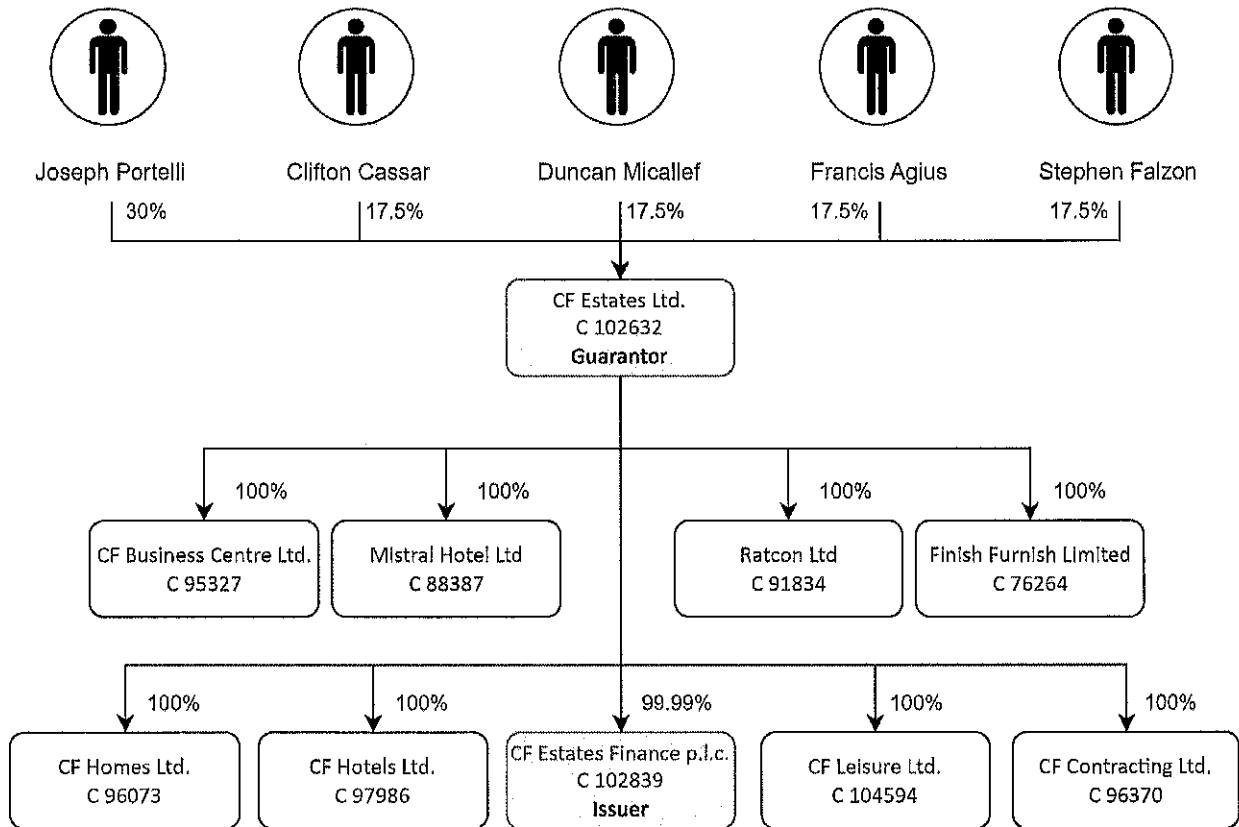 Joseph Portelli
Clifton Cassar
Duncan Micallef
Francis Agius
Stephen Falzon
30%
17.5%
17.5%
17.5%
17.5%
CF Estates Ltd.
C 102632
Guarantor
100%
100%
100%
100%
CF Business Centre Ltd.
C 95327
Mistral Hotel Ltd
C 88387
Ratcon Ltd
C 91834
Finish Furnish Limited
C 76264
100%
100%
99.99%
100%
100%
CF Homes Ltd.
C 96073
CF Hotels Ltd.
C 97986
CF Estates Finance p.l.c.
C 102839
Issuer
CF Leisure Ltd.
C 104594
CF Contracting Ltd.
C 96370